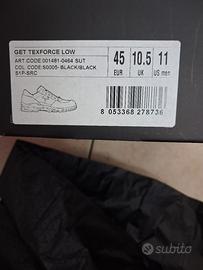 GET TEXFORCE LOW
ART.CODE:001481-0464 SUT
COL. CODE:S0005- BLACK/BLACK
S1P-SRC
45 10.5 11
EUR UK US men
8 053368 278736
subito